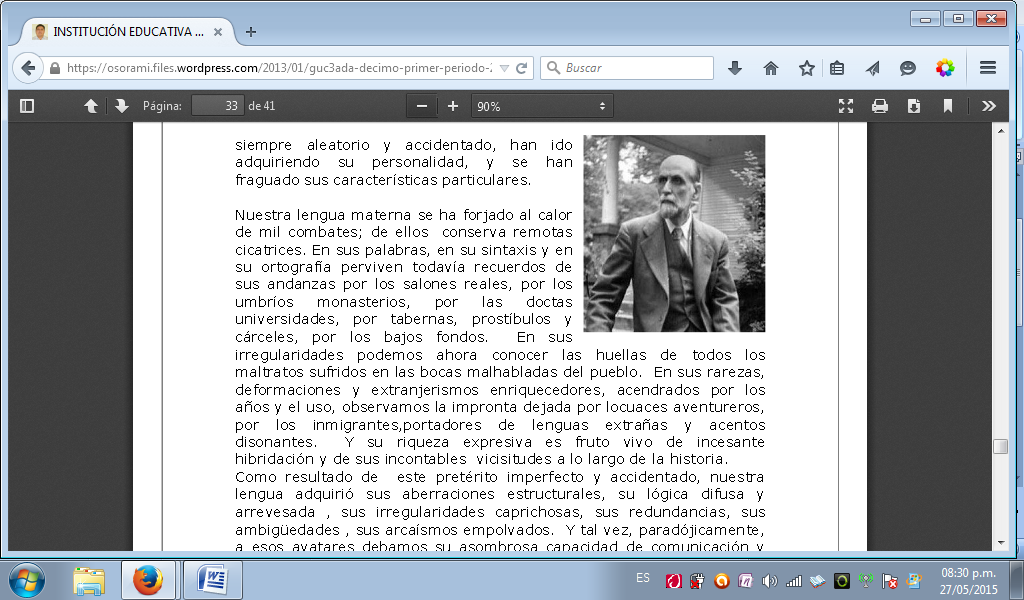 INSTITUCIÓN EDUCATIVA ...
https://osorami.files.wordpress.com/2013/01/guc3ada-decimo-primer-periodo-
Buscar
Página: 33 de 41
90%
siempre aleatorio y accidentado, han ido
adquiriendo su personalidad, y se han
fraguado sus características particulares.
Nuestra lengua materna se ha forjado al calor
de mil combates; de ellos conserva remotas
cicatrices. En sus palabras, en su sintaxis y en
su ortografía perviven todavía recuerdos de
sus andanzas por los salones reales, por los
umbríos monasterios, por las doctas
universidades, por tabernas, prostíbulos y
cárceles, por los bajos fondos. En sus
irregularidades podemos ahora conocer las huellas de todos los
maltratos sufridos en las bocas malhabladas del pueblo. En sus rarezas,
deformaciones y extranjerismos enriquecedores, acendrados por los
años y el uso, observamos la impronta dejada por locuaces aventureros,
por los inmigrantes,portadores de lenguas extrañas y acentos
disonantes. Y su riqueza expresiva es fruto vivo de incesante
hibridación y de sus incontables vicisitudes a lo largo de la historia.
Como resultado de este pretérito imperfecto y accidentado, nuestra
lengua adquirió sus aberraciones estructurales, su lógica difusa y
arrevesada , sus irregularidades caprichosas, sus redundancias, sus
ambigüedades , sus arcaísmos empolvados. Y tal vez, paradójicamente,
a esos avatares debamos su asombrosa capacidad de comunicación y
ES
08:30 p.m.
27/05/2015